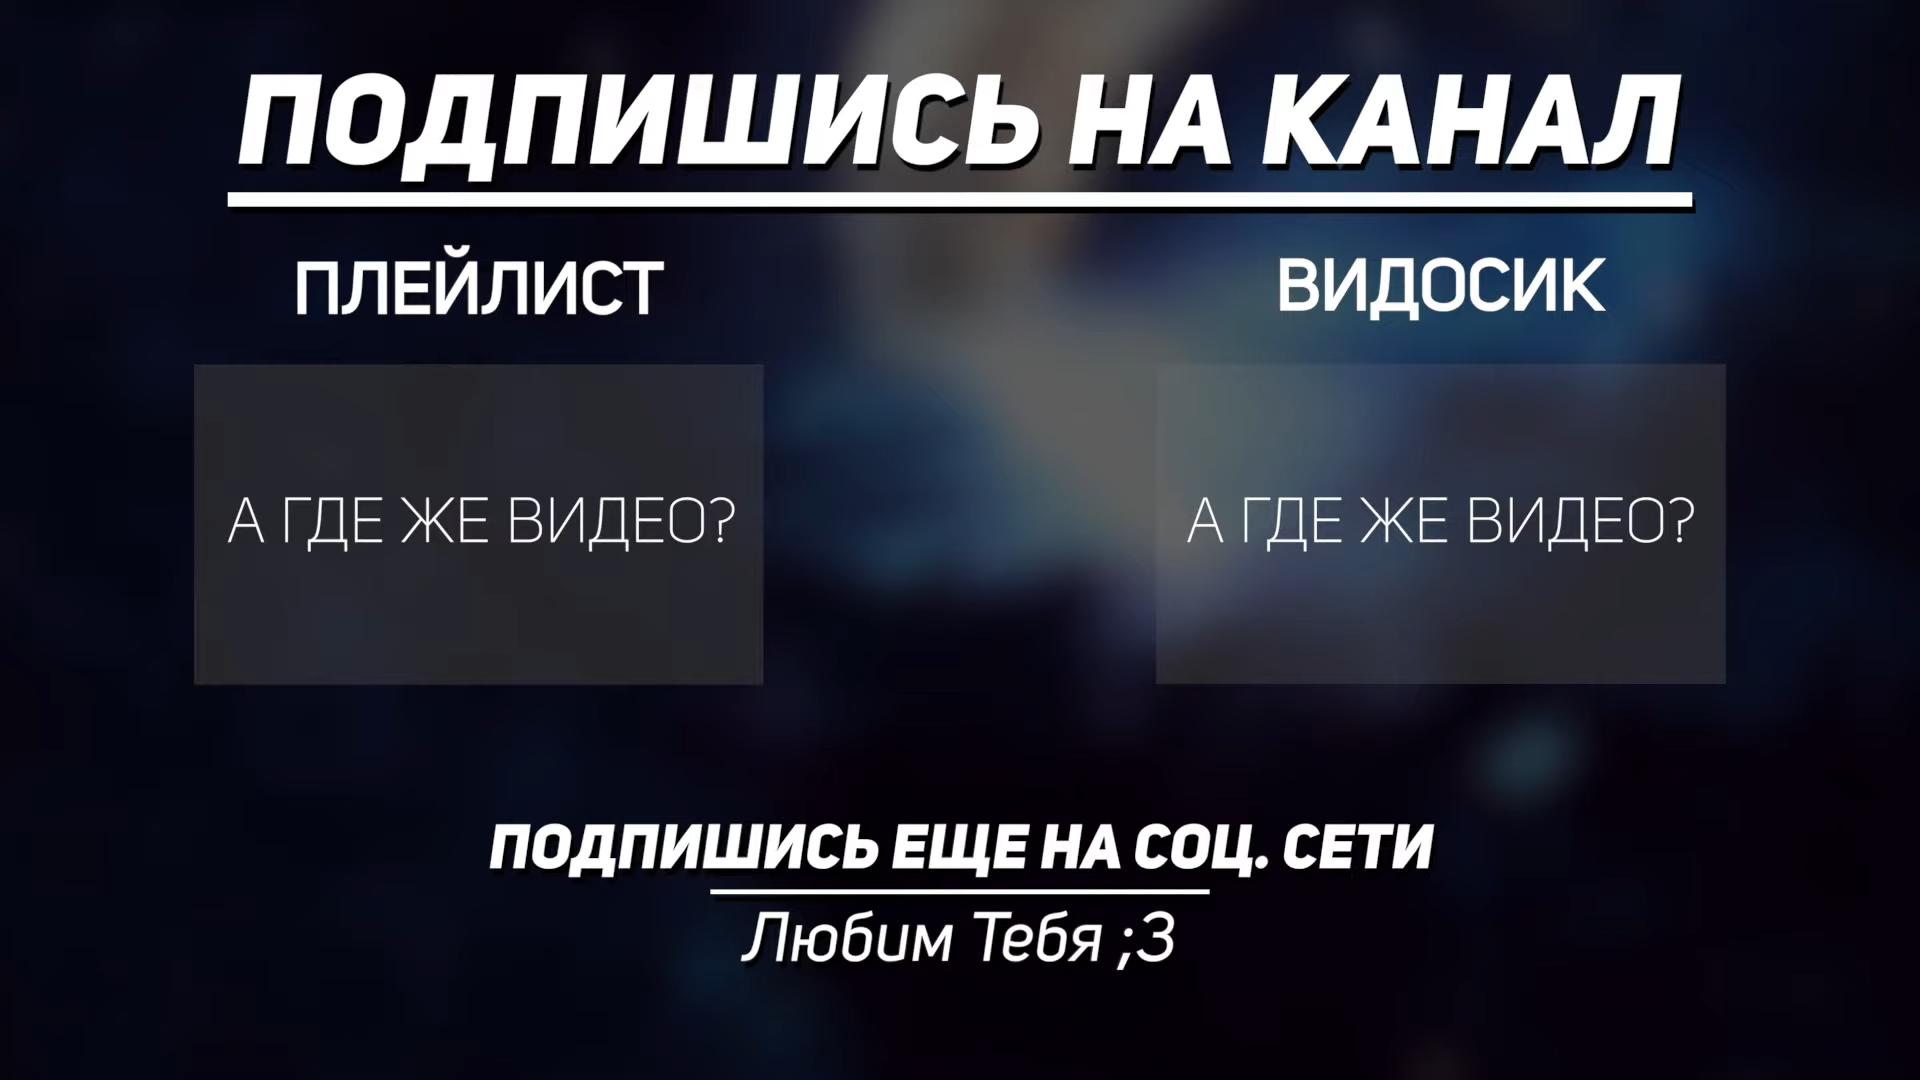 ПОДПИШИСЬ НА КАНАЛ
ПЛЕЙЛИСТ
ВИДОСИК
А ГДЕ ЖЕ ВИДЕО?
А ГДЕ ЖЕ ВИДЕО?
ПОДПИШИСЬ ЕЩЕ НА СОЦ. СЕТИ
Любим Тебя ;3